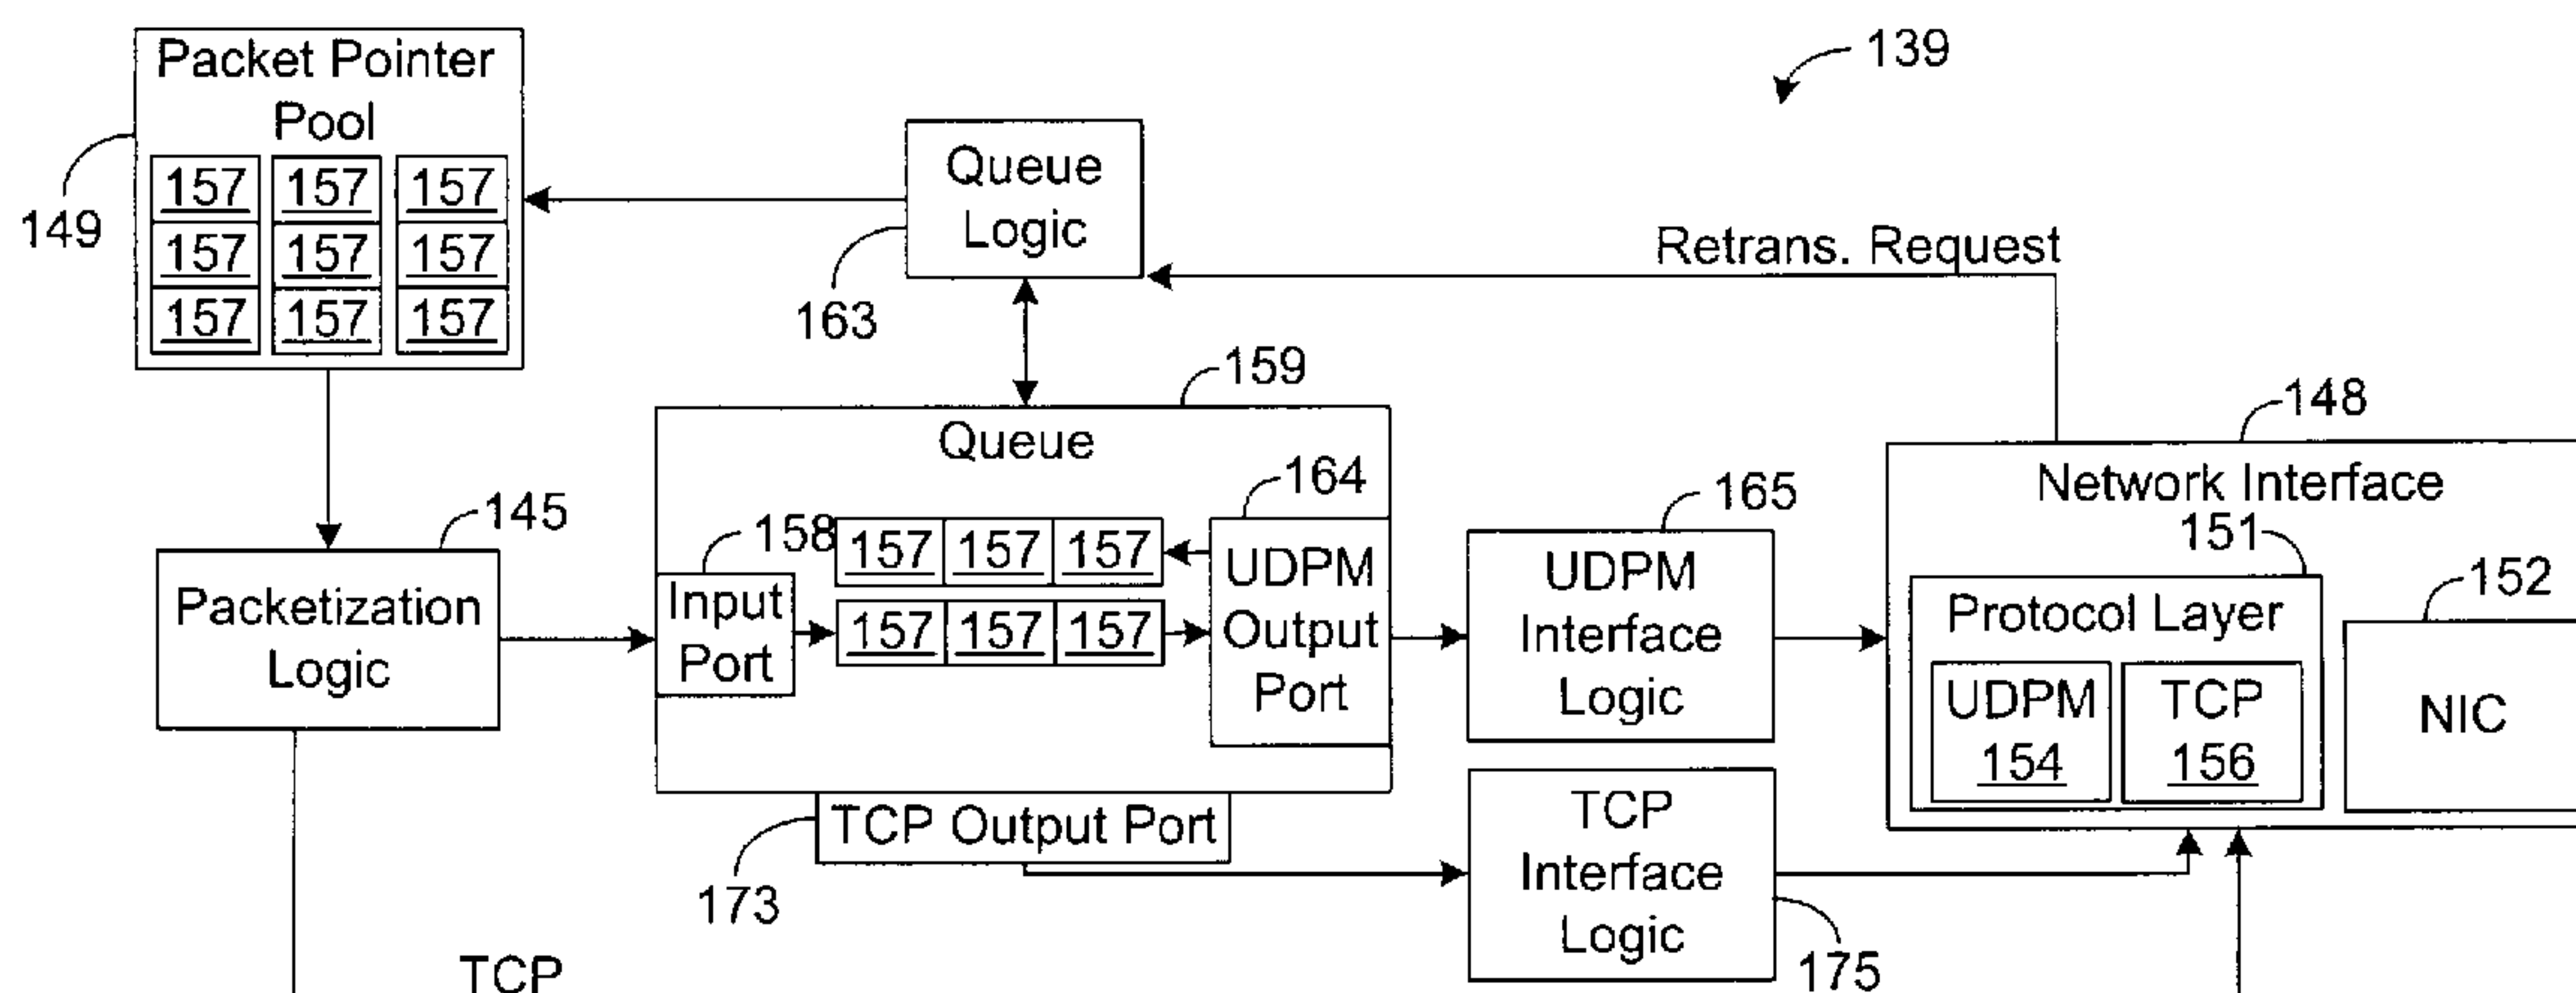 139
Packet Pointer
Pool
157 157 157
157 157 157
157 157 157
149
Queue
Logic
163
Retrans. Request
159
Queue
164
158
157 157 157
157 157 157
Input
Port
UDPM
Output
Port
145
Packetization
Logic
165
UDPM
Interface
Logic
148
Network Interface
151
Protocol Layer
UDPM
154
TCP
156
152
NIC
TCP Output Port
173
TCP
Interface
Logic
175
TCP